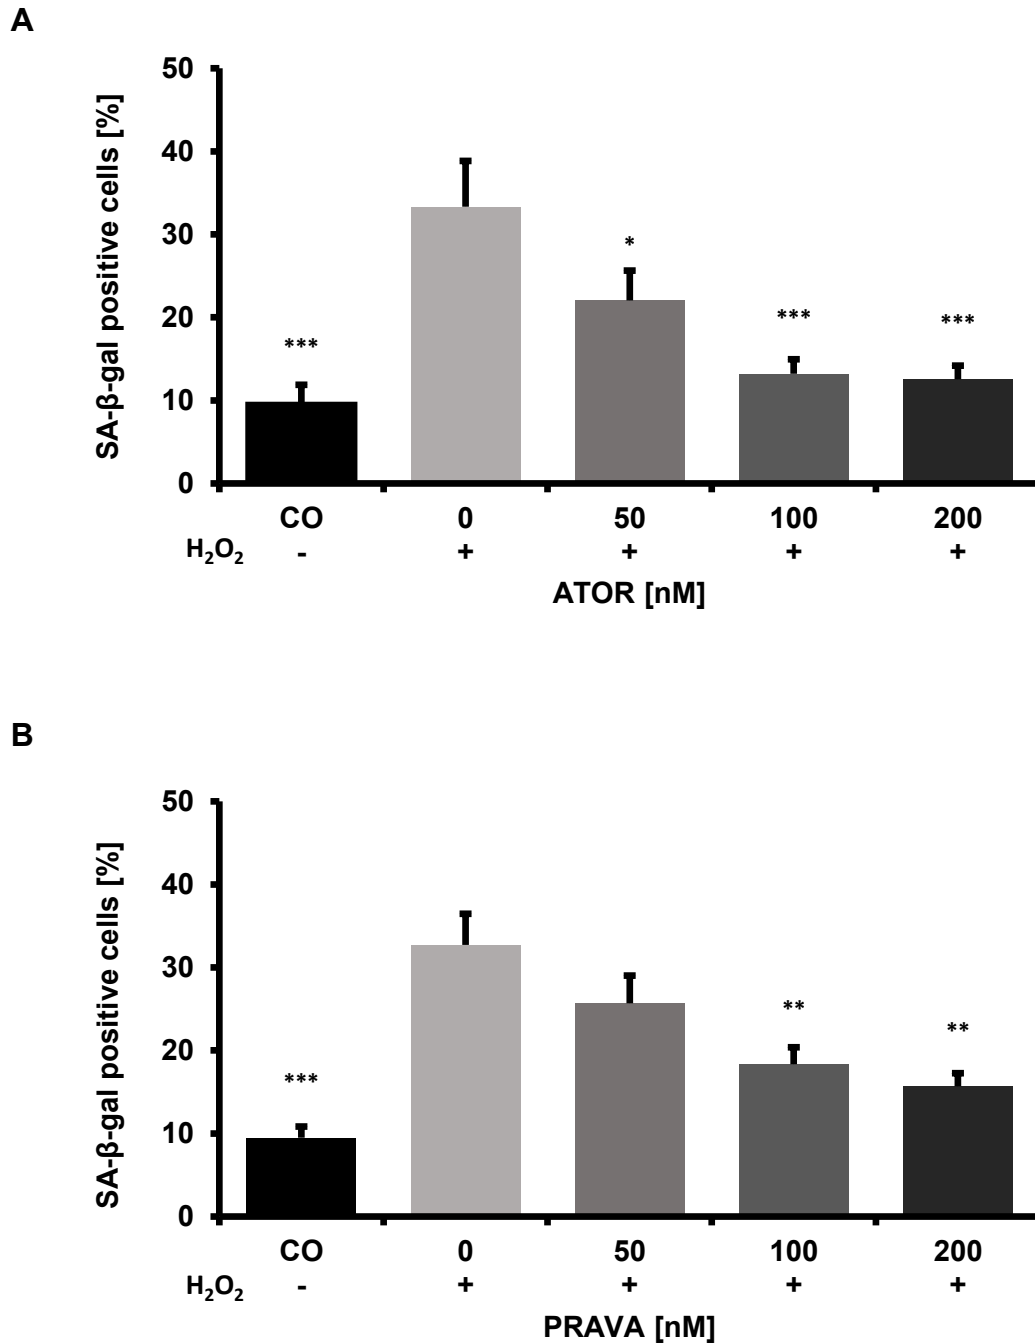 A
SA-β-gal positive cells [%]
50
40
30
20
10
0
***
*
***
***
CO 0 50 100 200
H₂O₂ - + + + +
ATOR [nM]
B
SA-β-gal positive cells [%]
50
40
30
20
10
0
***
**
**
CO 0 50 100 200
H₂O₂ - + + + +
PRAVA [nM]